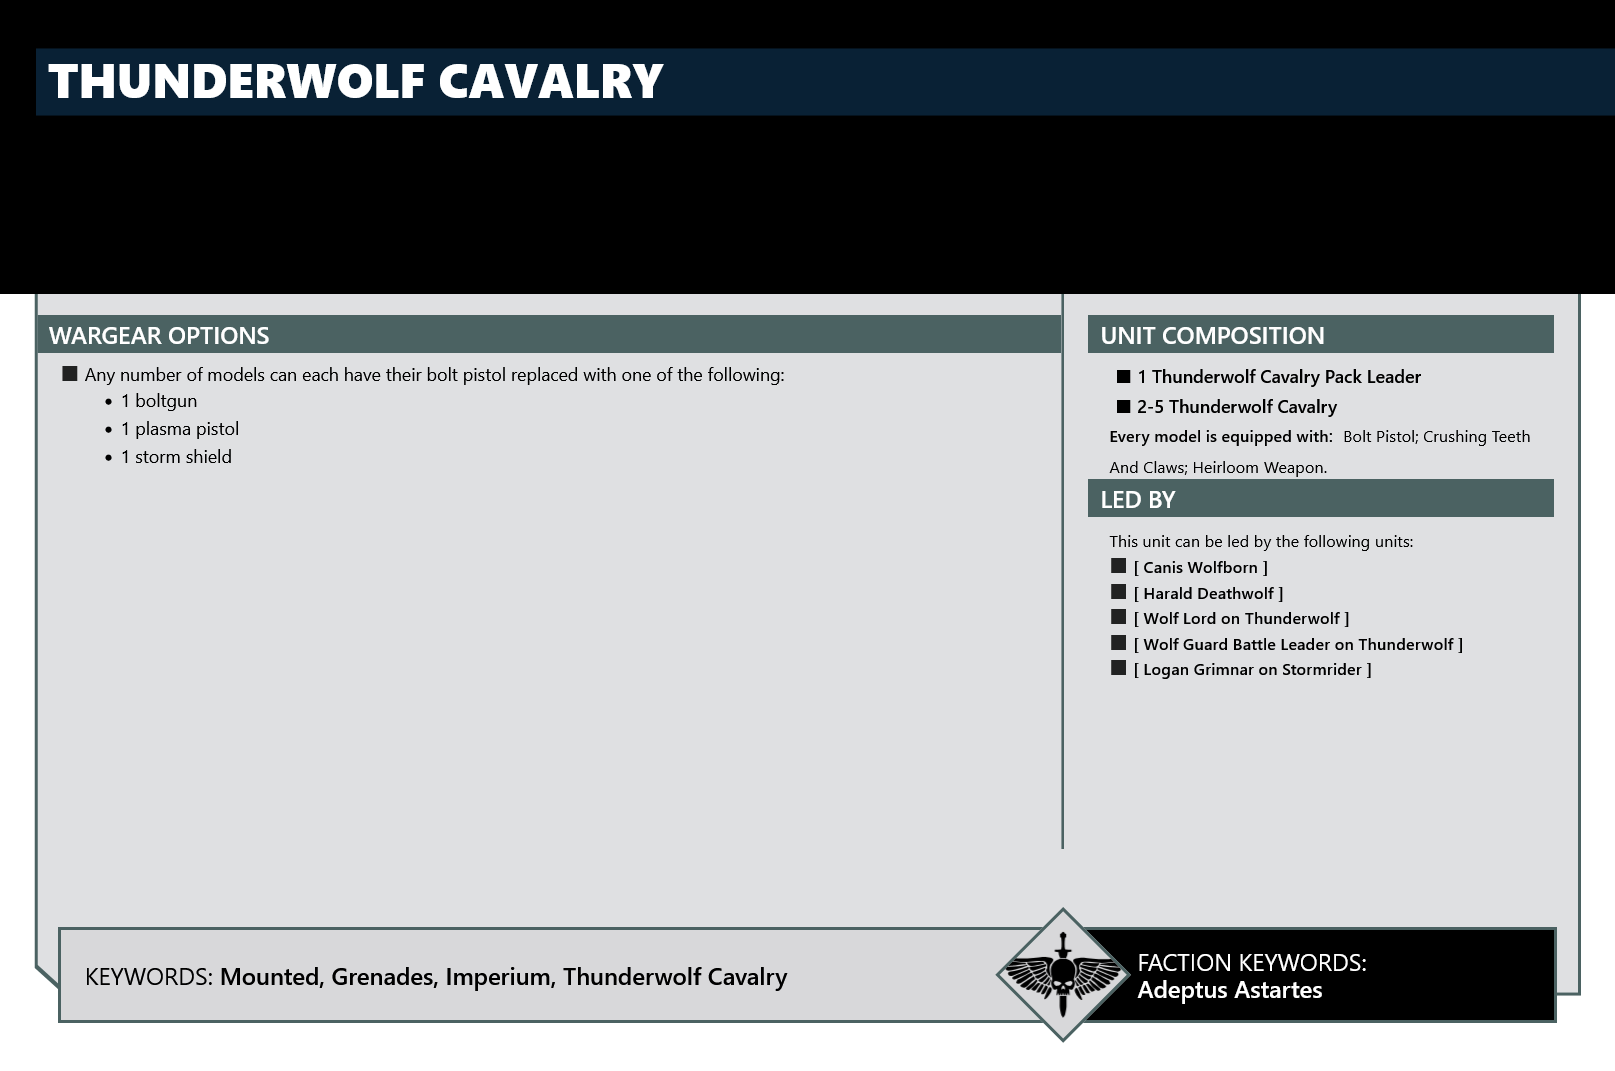 THUNDERWOLF CAVALRY
WARGEAR OPTIONS
Any number of models can each have their bolt pistol replaced with one of the following:
1 boltgun
1 plasma pistol
1 storm shield
UNIT COMPOSITION
1 Thunderwolf Cavalry Pack Leader
2-5 Thunderwolf Cavalry
Every model is equipped with: Bolt Pistol; Crushing Teeth
And Claws; Heirloom Weapon.
LED BY
This unit can be led by the following units:
[ Canis Wolfborn ]
[ Harald Deathwolf ]
[ Wolf Lord on Thunderwolf ]
[ Wolf Guard Battle Leader on Thunderwolf ]
[ Logan Grimnar on Stormrider ]
KEYWORDS: Mounted, Grenades, Imperium, Thunderwolf Cavalry
FACTION KEYWORDS:
Adeptus Astartes